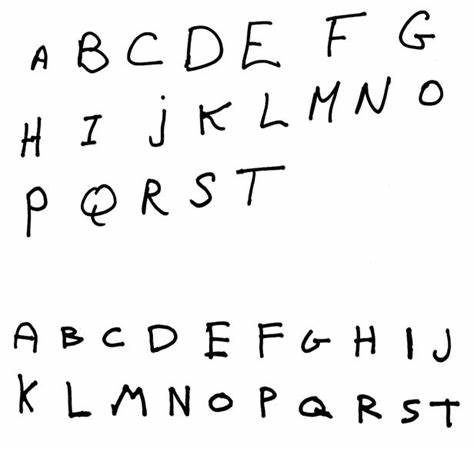 A B C D E F G
H I j K L M N O
P Q R S T
A B C D E F G H I J
K L M N O P Q R S T